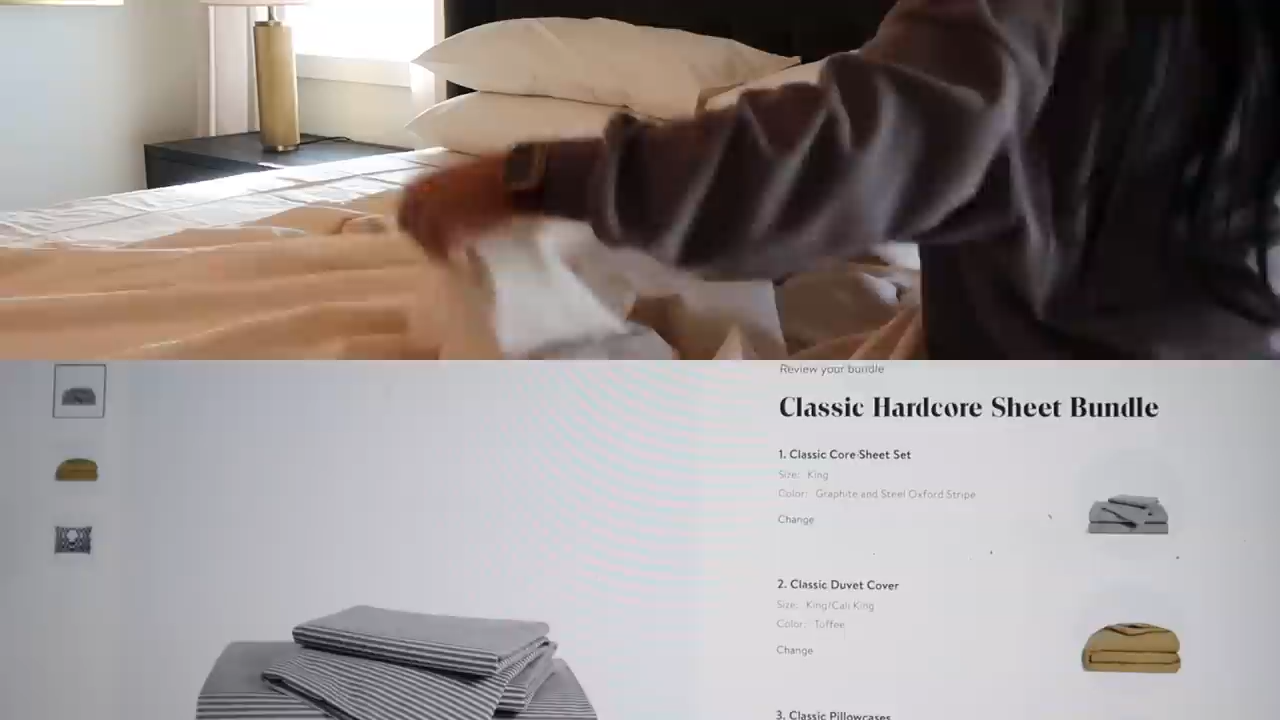 Review your bundle
Classic Hardcore Sheet Bundle
1. Classic Core Sheet Set
Size: King
Color: Graphite and Steel Oxford Stripe
Change
2. Classic Duvet Cover
Size: King/Cali King
Color: Toffee
Change
3. Classic Pillowcases